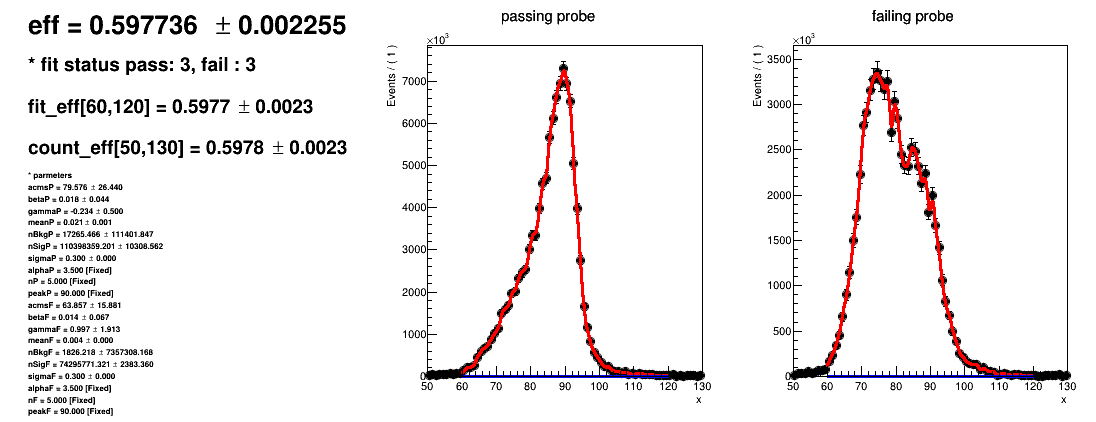 eff = 0.597736 ± 0.002255
* fit status pass: 3, fail : 3
fit_eff[60,120] = 0.5977 ± 0.0023
count_eff[50,130] = 0.5978 ± 0.0023
* parmeters
acmsP = 79.576 ± 26.440
betaP = 0.018 ± 0.044
gammaP = -0.234 ± 0.500
meanP = 0.021 ± 0.001
nBkgP = 17265.466 ± 111401.847
nSigP = 110398359.201 ± 10308.562
sigmaP = 0.300 ± 0.000
alphaP = 3.500 [Fixed]
nP = 5.000 [Fixed]
peakP = 90.000 [Fixed]
acmsF = 63.857 ± 15.881
betaF = 0.014 ± 0.067
gammaF = 0.997 ± 1.913
meanF = 0.004 ± 0.000
nBkgF = 1826.218 ± 7357308.168
nSigF = 74295771.321 ± 2383.360
sigmaF = 0.300 ± 0.000
alphaF = 3.500 [Fixed]
nF = 5.000 [Fixed]
peakF = 90.000 [Fixed]
passing probe
×10³
Events / ( 1 )
7000
6000
5000
4000
3000
2000
1000
0
50 60 70 80 90 100 110 120 130
x
failing probe
×10³
Events / ( 1 )
3500
3000
2500
2000
1500
1000
500
0
50 60 70 80 90 100 110 120 130
x